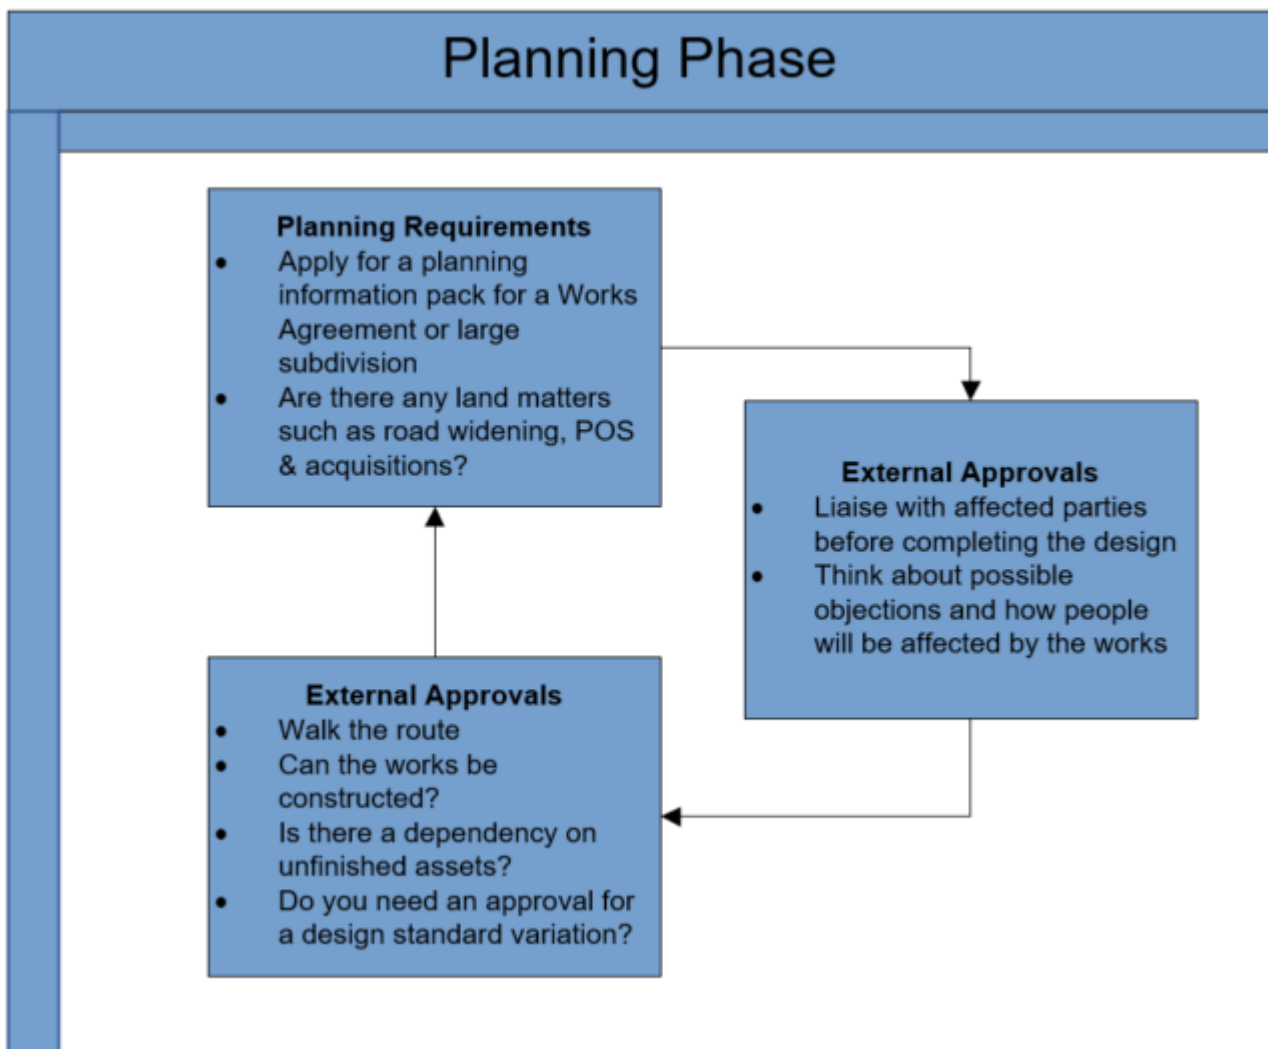 Planning Phase
Planning Requirements
• Apply for a planning
information pack for a Works
Agreement or large
subdivision
• Are there any land matters
such as road widening, POS
& acquisitions?
External Approvals
• Liaise with affected parties
before completing the design
• Think about possible
objections and how people
will be affected by the works
External Approvals
• Walk the route
• Can the works be
constructed?
• Is there a dependency on
unfinished assets?
• Do you need an approval for
a design standard variation?